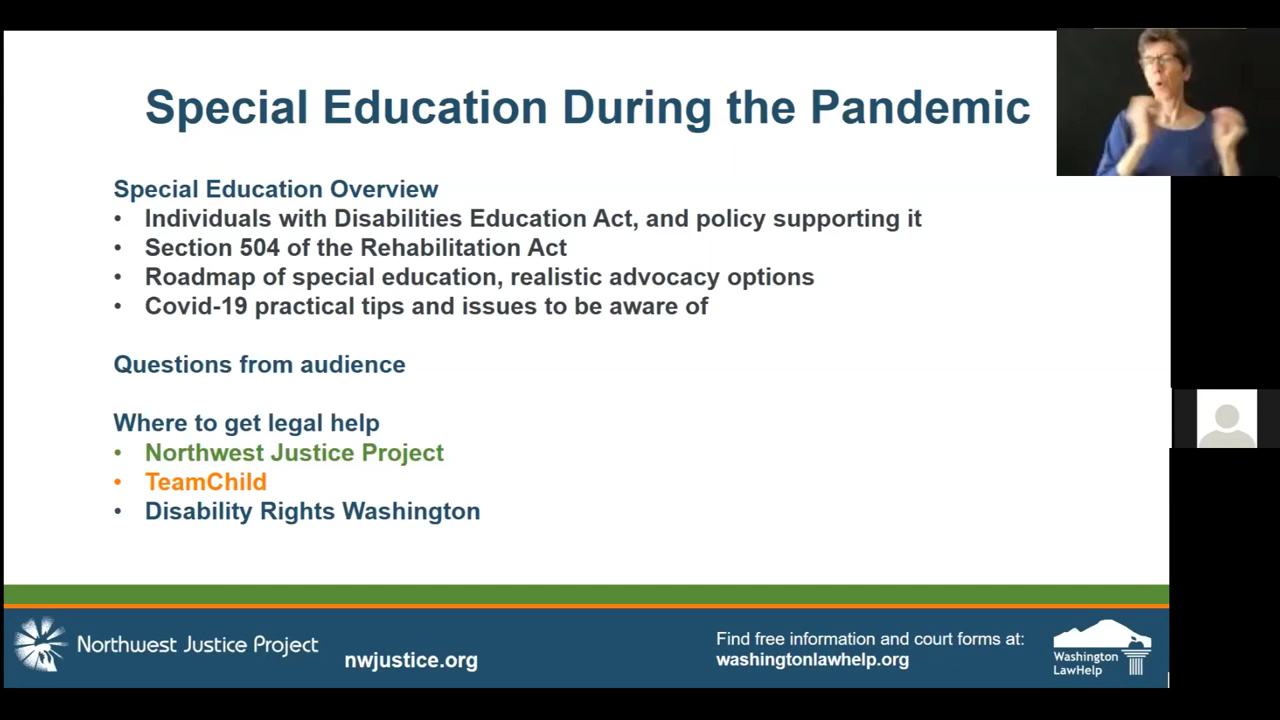 Special Education During the Pandemic
Special Education Overview
• Individuals with Disabilities Education Act, and policy supporting it
• Section 504 of the Rehabilitation Act
• Roadmap of special education, realistic advocacy options
• Covid-19 practical tips and issues to be aware of
Questions from audience
Where to get legal help
• Northwest Justice Project
• TeamChild
• Disability Rights Washington
Northwest Justice Project
nwjustice.org
Find free information and court forms at:
washingtonlawhelp.org
Washington
LawHelp